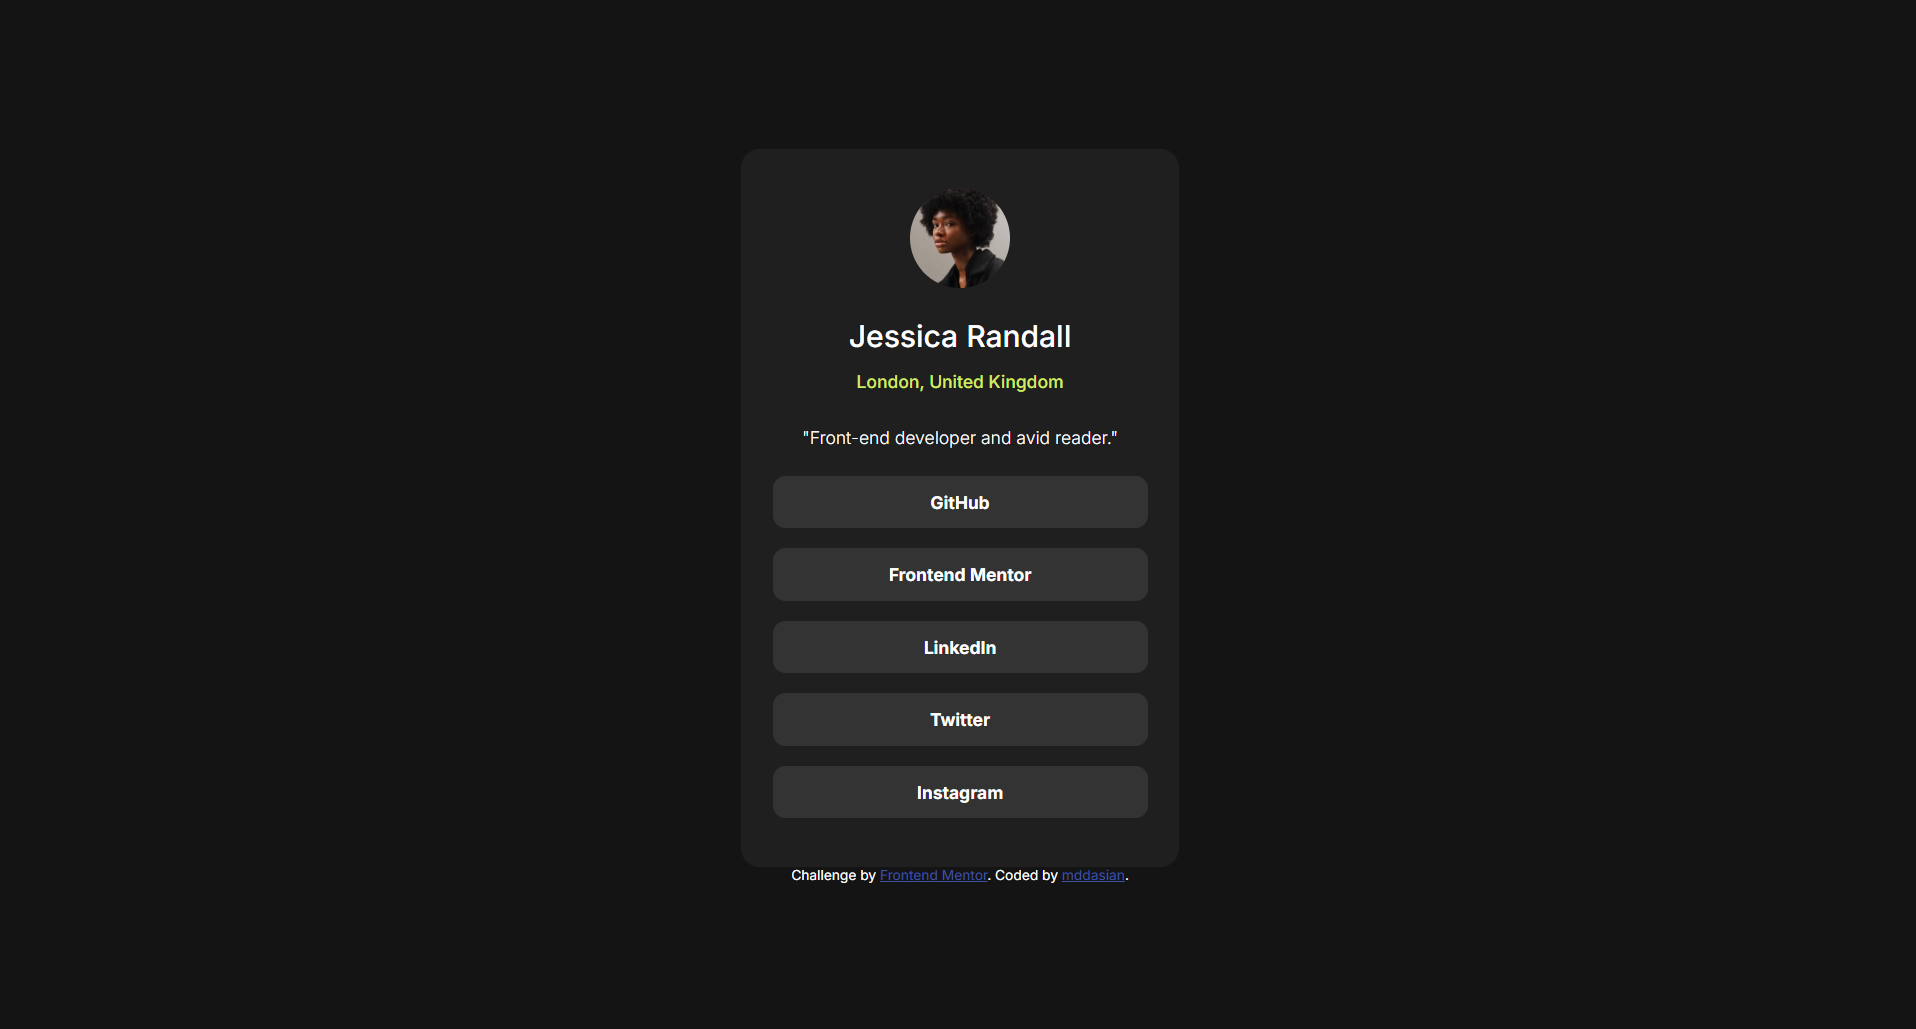 Jessica Randall
London, United Kingdom
"Front-end developer and avid reader."
GitHub
Frontend Mentor
LinkedIn
Twitter
Instagram
Challenge by Frontend Mentor. Coded by mddasian.